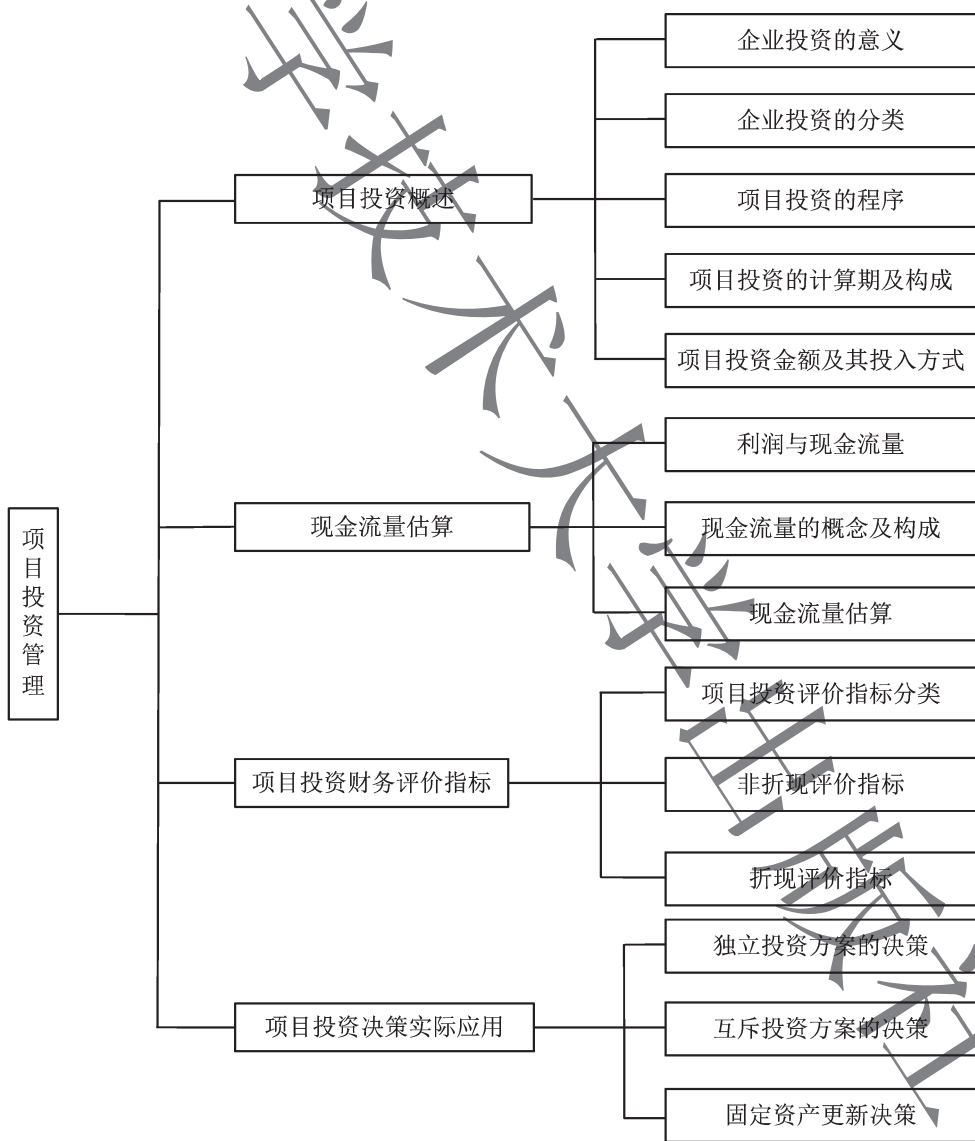 项目投资管理
项目投资概述
企业投资的意义
企业投资的分类
项目投资的程序
项目投资的计算期及构成
项目投资金额及其投入方式
现金流量估算
利润与现金流量
现金流量的概念及构成
现金流量估算
项目投资财务评价指标
项目投资评价指标分类
非折现评价指标
折现评价指标
项目投资决策实际应用
独立投资方案的决策
互斥投资方案的决策
固定资产更新决策
学技术大学出版社